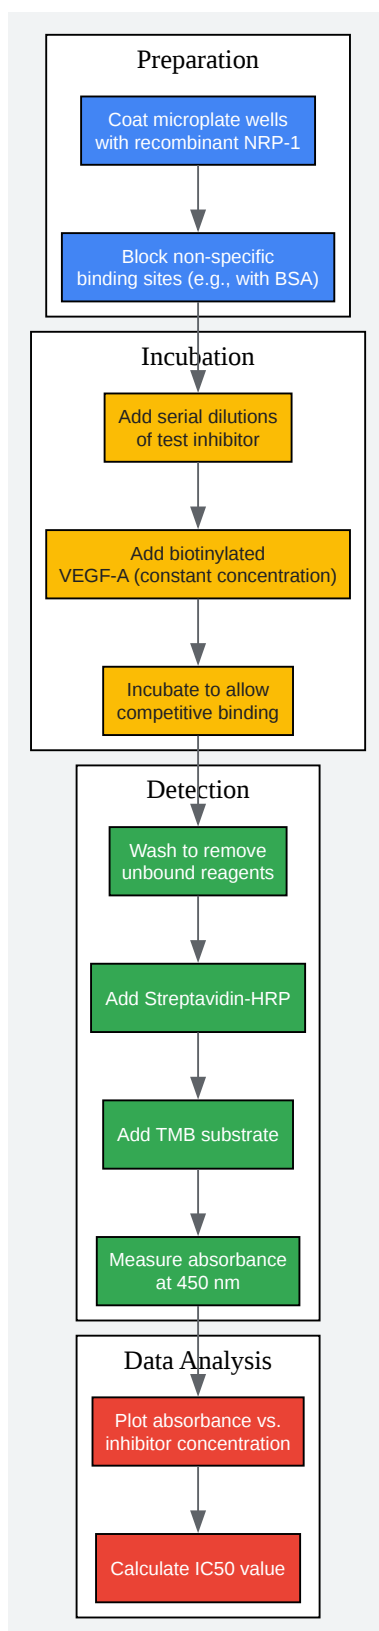 Preparation
Coat microplate wells
with recombinant NRP-1
Block non-specific
binding sites (e.g., with BSA)
Incubation
Add serial dilutions
of test inhibitor
Add biotinylated
VEGF-A (constant concentration)
Incubate to allow
competitive binding
Detection
Wash to remove
unbound reagents
Add Streptavidin-HRP
Add TMB substrate
Measure absorbance
at 450 nm
Data Analysis
Plot absorbance vs.
inhibitor concentration
Calculate IC50 value